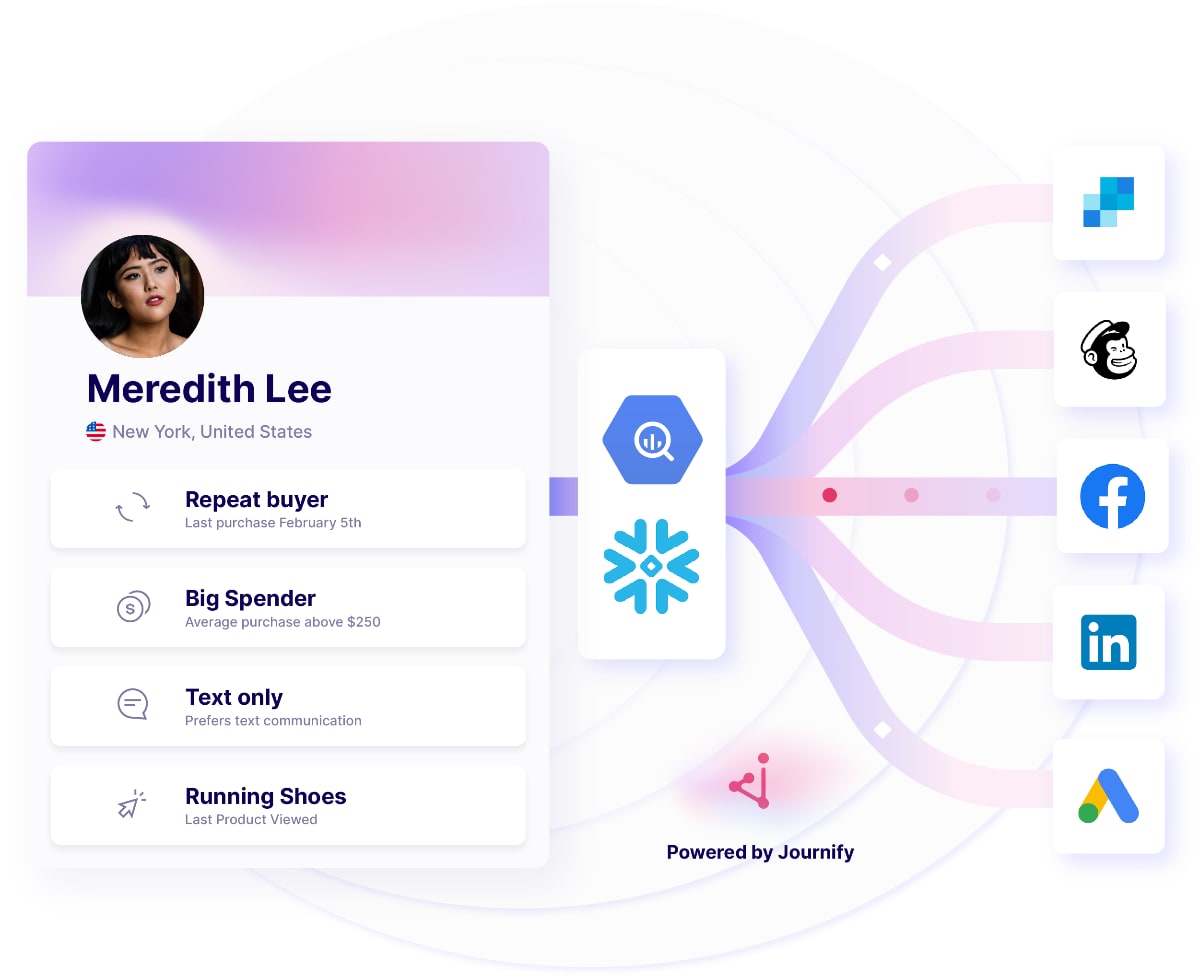 Meredith Lee
New York, United States
Repeat buyer
Last purchase February 5th
Big Spender
Average purchase above $250
Text only
Prefers text communication
Running Shoes
Last Product Viewed
Powered by Journify
in